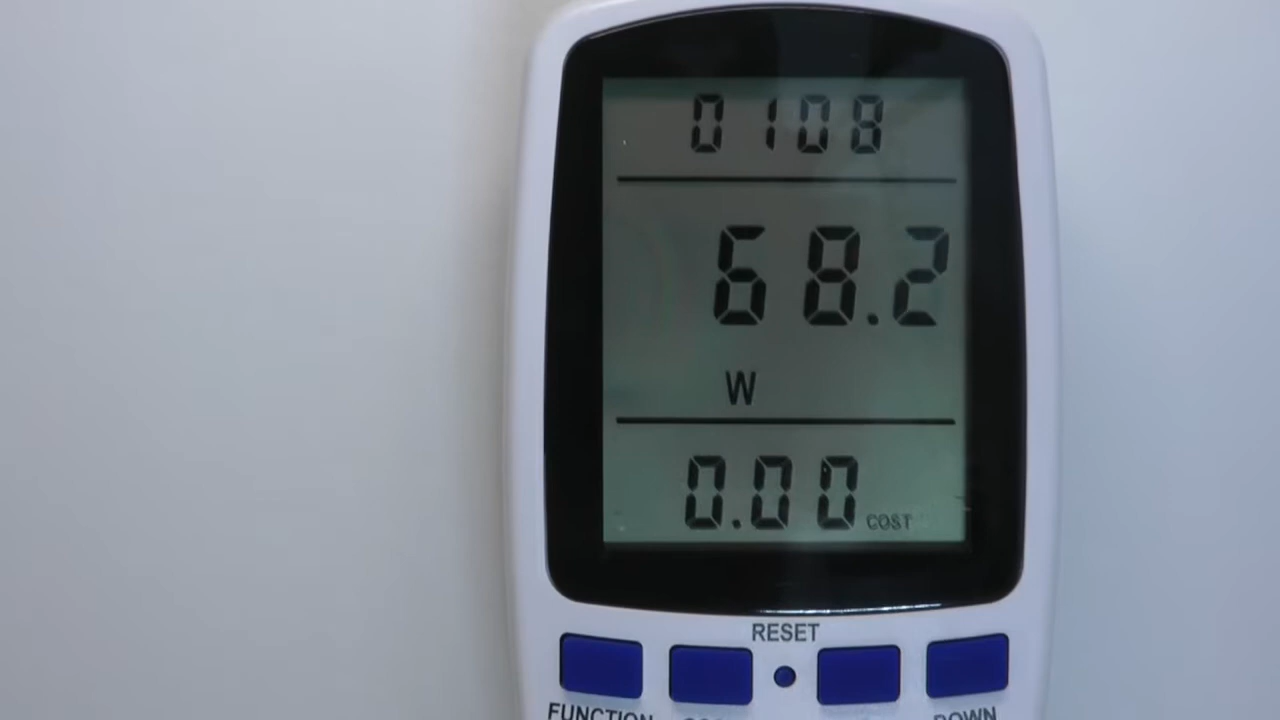 0108
68.2
W
0.00 COST
RESET
FUNCTION DOWN